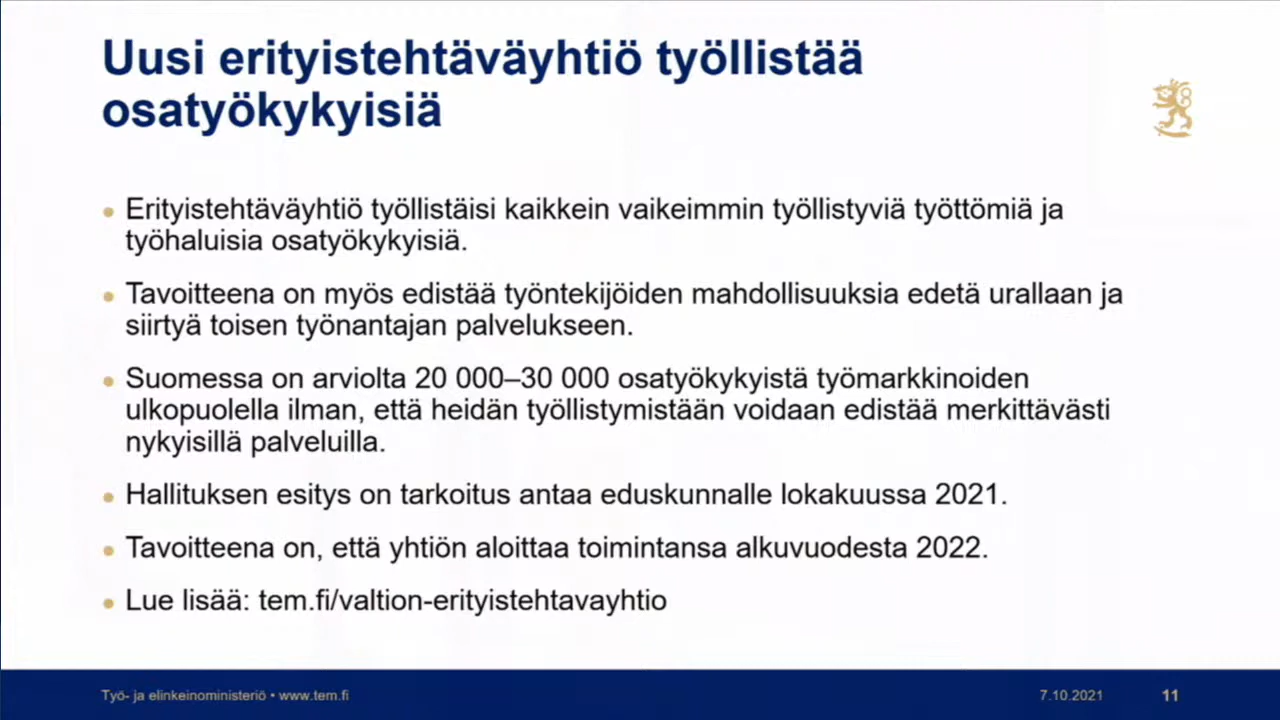 Uusi erityistehtäväyhtiö työllistää
osatyökykyisiä
• Erityistehtäväyhtiö työllistäisi kaikkein vaikeimmin työllistyviä työttömiä ja
työhaluisia osatyökykyisiä.
• Tavoitteena on myös edistää työntekijöiden mahdollisuuksia edetä urallaan ja
siirtyä toisen työnantajan palvelukseen.
• Suomessa on arviolta 20 000–30 000 osatyökykyistä työmarkkinoiden
ulkopuolella ilman, että heidän työllistymistään voidaan edistää merkittävästi
nykyisillä palveluilla.
• Hallituksen esitys on tarkoitus antaa eduskunnalle lokakuussa 2021.
• Tavoitteena on, että yhtiön aloittaa toimintansa alkuvuodesta 2022.
• Lue lisää: tem.fi/valtion-erityistehtavayhtio
Työ- ja elinkeinoministeriö • www.tem.fi 7.10.2021 11